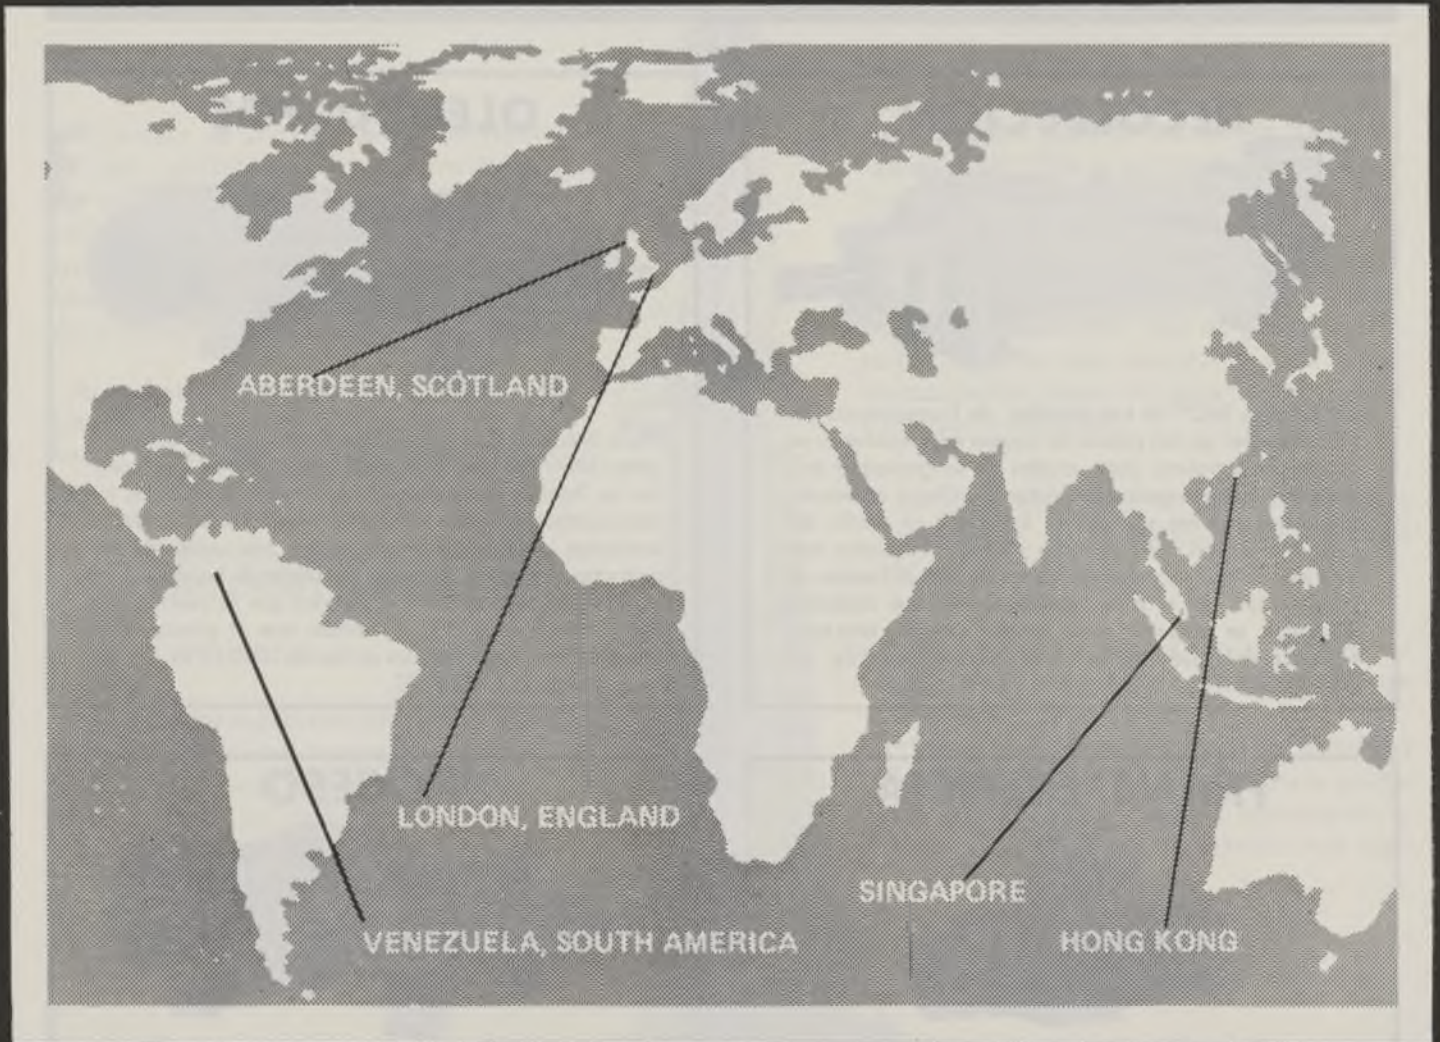 ABERDEEN, SCOTLAND
LONDON, ENGLAND
SINGAPORE
VENEZUELA, SOUTH AMERICA
HONG KONG